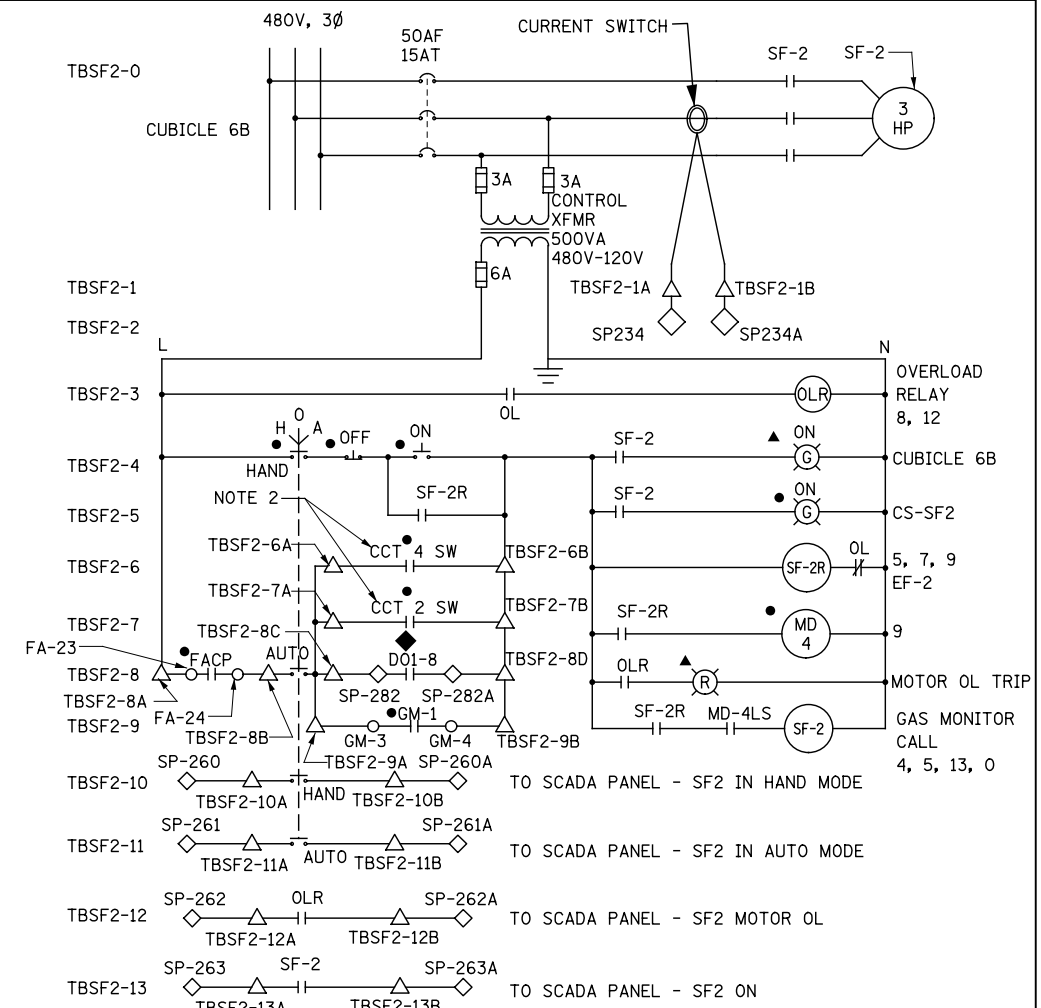 480V, 3Ø
50AF
15AT
CURRENT SWITCH
SF-2
SF-2
TBSF2-0
3
HP
CUBICLE 6B
3A
3A
CONTROL
XFMR
500VA
480V-120V
6A
TBSF2-1
TBSF2-1A
TBSF2-1B
TBSF2-2
SP234
SP234A
L
N
OVERLOAD
RELAY
8, 12
TBSF2-3
OL
OLR
H
O
A
OFF
ON
SF-2
ON
G
CUBICLE 6B
TBSF2-4
HAND
NOTE 2
SF-2R
SF-2
ON
G
CS-SF2
TBSF2-5
TBSF2-6A
CCT 4 SW
TBSF2-6B
OL
5, 7, 9
EF-2
TBSF2-6
SF-2R
TBSF2-7A
CCT 2 SW
TBSF2-7B
SF-2R
MD
4
9
TBSF2-7
TBSF2-8C
FA-23
FACP
AUTO
DO1-8
TBSF2-8D
OLR
R
MOTOR OL TRIP
TBSF2-8
SP-282
SP-282A
TBSF2-8A
FA-24
TBSF2-8B
TBSF2-9
GM-1
GM-3
GM-4
TBSF2-9B
TBSF2-9A
SF-2R
MD-4LS
SF-2
GAS MONITOR
CALL
4, 5, 13, 0
SP-260
SP-260A
TBSF2-10
TBSF2-10A
HAND
TBSF2-10B
TO SCADA PANEL - SF2 IN HAND MODE
SP-261
SP-261A
TBSF2-11
TBSF2-11A
AUTO
TBSF2-11B
TO SCADA PANEL - SF2 IN AUTO MODE
SP-262
OLR
SP-262A
TBSF2-12
TBSF2-12A
TBSF2-12B
TO SCADA PANEL - SF2 MOTOR OL
SP-263
SF-2
SP-263A
TBSF2-13
TBSF2-13A
TBSF2-13B
TO SCADA PANEL - SF2 ON